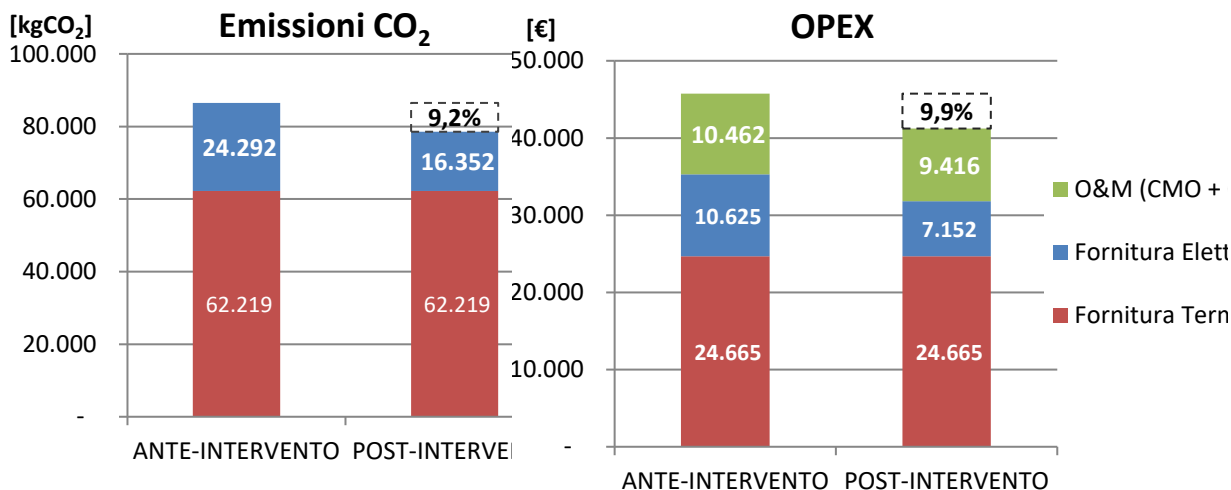 [kgCO2]
Emissioni CO2
100.000
80.000
60.000
40.000
20.000
-
9,2%
24.292
16.352
62.219
62.219
ANTE-INTERVENTO
POST-INTERVE
[€]
OPEX
50.000
40.000
30.000
20.000
10.000
-
9,9%
10.462
9.416
10.625
7.152
24.665
24.665
ANTE-INTERVENTO
POST-INTERVENTO
O&M (CMO +
Fornitura Elett
Fornitura Tern